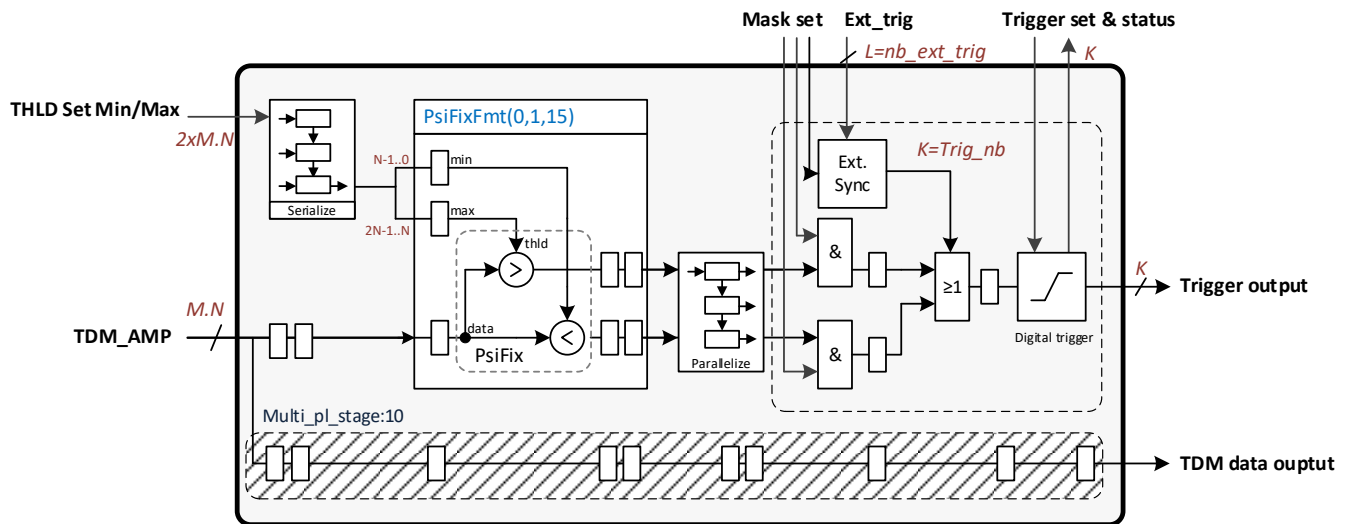 Mask set
Ext_trig
Trigger set & status
L=nb_ext_trig
K
THLD Set Min/Max
2xM.N
Serialize
PsiFixFmt(0,1,15)
N-1..0
min
2N-1..N
max
thld
>
<
data
PsiFix
Parallelize
Ext.
Sync
K=Trig_nb
&
&
≥1
Digital trigger
K
Trigger output
M.N
TDM_AMP
Multi_pl_stage:10
TDM data ouptut